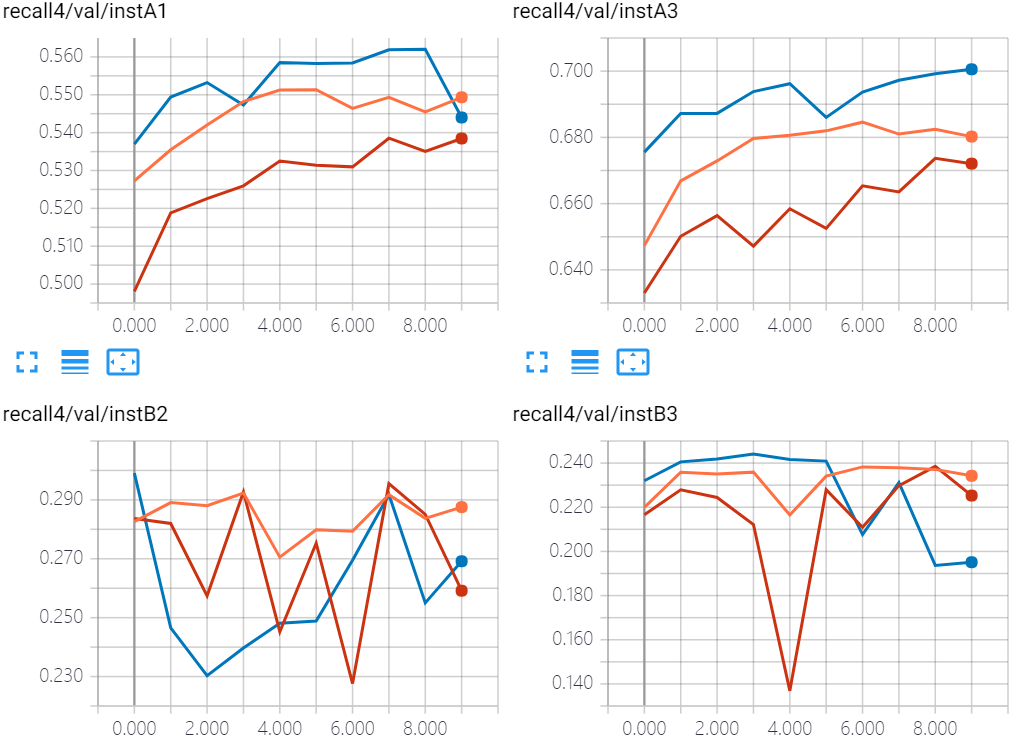 recall4/val/instA1
0.560
0.550
0.540
0.530
0.520
0.510
0.500
0.000 2.000 4.000 6.000 8.000
recall4/val/instA3
0.700
0.680
0.660
0.640
0.000 2.000 4.000 6.000 8.000
recall4/val/instB2
0.290
0.270
0.250
0.230
0.000 2.000 4.000 6.000 8.000
recall4/val/instB3
0.240
0.220
0.200
0.180
0.160
0.140
0.000 2.000 4.000 6.000 8.000